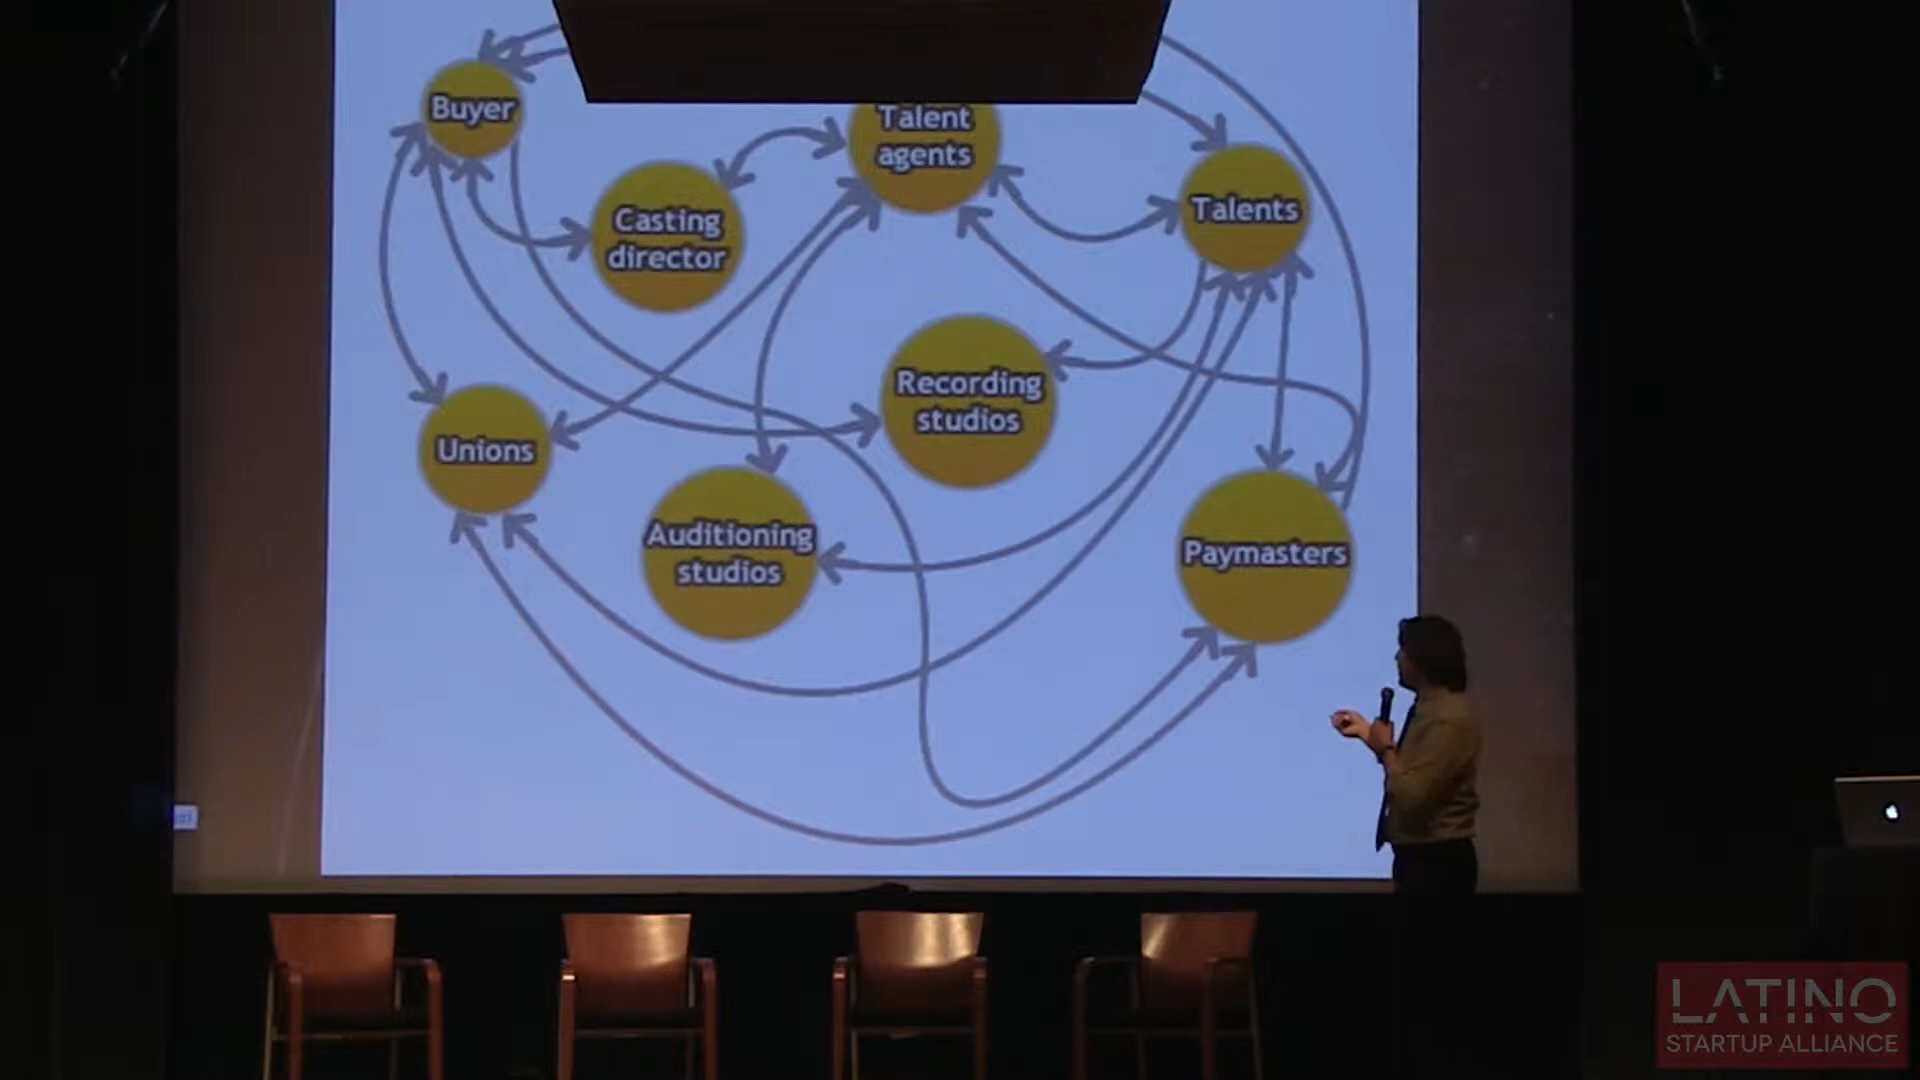 Buyer
Talent
agents
Casting
director
Talents
Recording
studios
Unions
Auditioning
studios
Paymasters
LATINO
STARTUP ALLIANCE